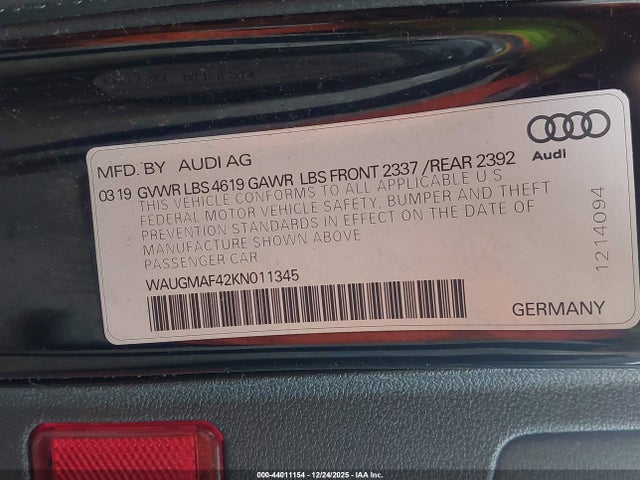 MFD. BY AUDI AG
Audi
03 19 GVWR LBS 4619 GAWR LBS FRONT 2337 / REAR 2392
THIS VEHICLE CONFORMS TO ALL APPLICABLE U.S.
FEDERAL MOTOR VEHICLE SAFETY, BUMPER AND THEFT
PREVENTION STANDARDS IN EFFECT ON THE DATE OF
MANUFACTURE SHOWN ABOVE
PASSENGER CAR
WAUGMAF42KN011345
1214094
GERMANY
000-44011154 - 12/24/2025 - IAA Inc.